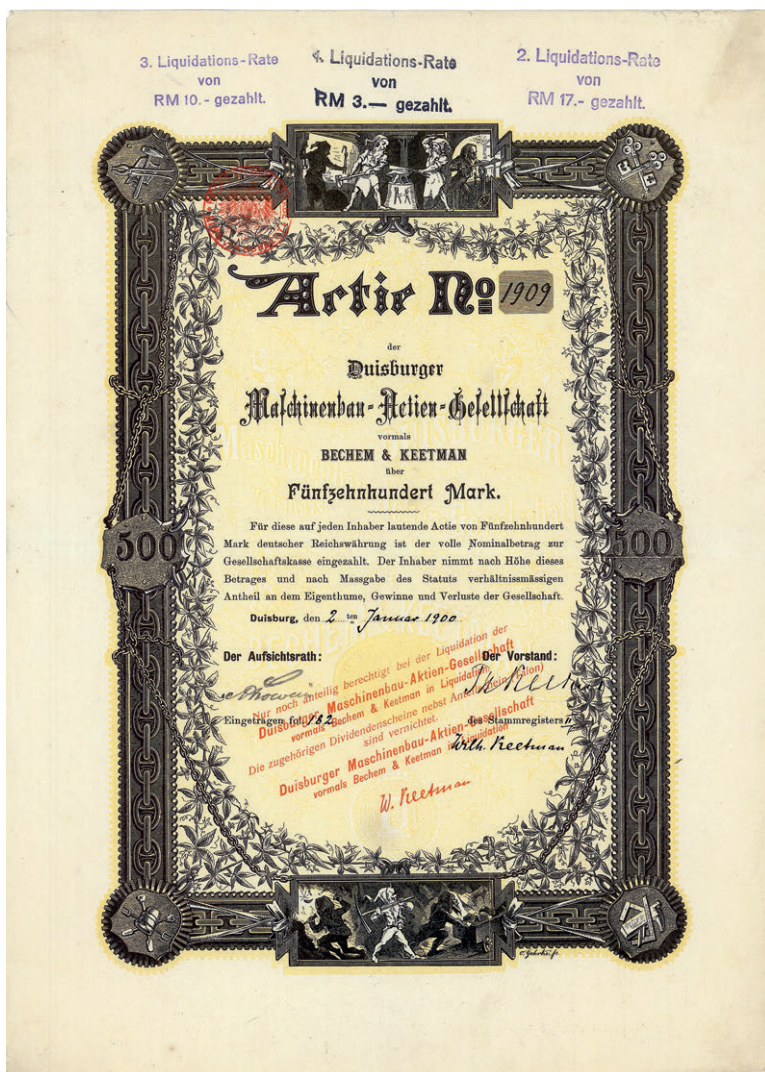 3. Liquidations-Rate
von
RM 10.- gezahlt.
4. Liquidations-Rate
von
RM 3.— gezahlt.
2. Liquidations-Rate
von
RM 17.- gezahlt.
Actie No 1909
der
Duisburger
Maschinenbau-Actien-Gesellschaft
vormals
BECHEM & KEETMAN
über
Fünfzehnhundert Mark.
Für diese auf jeden Inhaber lautende Actie von Fünfzehnhundert
Mark deutscher Reichswährung ist der volle Nominalbetrag zur
Gesellschaftskasse eingezahlt. Der Inhaber nimmt nach Höhe dieses
Betrages und nach Massgabe des Statuts verhältnissmässigen
Antheil an dem Eigenthume, Gewinne und Verluste der Gesellschaft.
500
500
Duisburg, den 2ten Januar 1900.
Der Aufsichtsrath:
Der Vorstand:
Th Keetman
Eingetragen fol. 182
des Stammregisters II
Wilh. Keetman
Nur noch anteilig berechtigt bei der Liquidation der
Duisburger Maschinenbau-Aktien-Gesellschaft
vormals Bechem & Keetman in Liquidation
Die zugehörigen Dividendenscheine nebst
sind vernichtet.
Duisburger Maschinenbau-Aktien-Gesellschaft
vormals Bechem & Keetman in Liquidation
W. Keetman